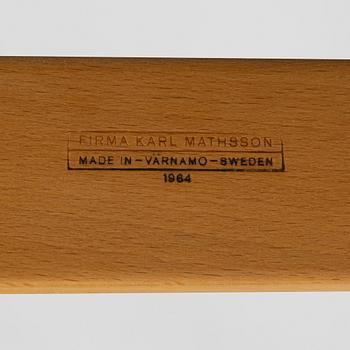 FIRMA KARL MATHSSON
MADE IN-VÄRNAMO-SWEDEN
1964